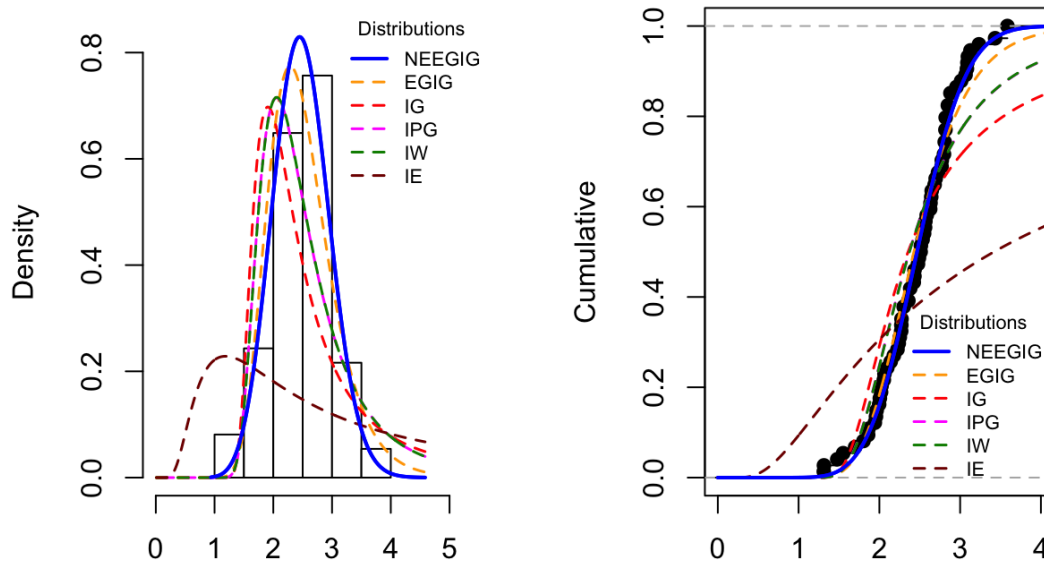 Distributions
NEEGIG
EGIG
IG
IPG
IW
IE
Density
0.0
0.2
0.4
0.6
0.8
0 1 2 3 4 5
Cumulative
0.0
0.2
0.4
0.6
0.8
1.0
Distributions
NEEGIG
EGIG
IG
IPG
IW
IE
0 1 2 3 4